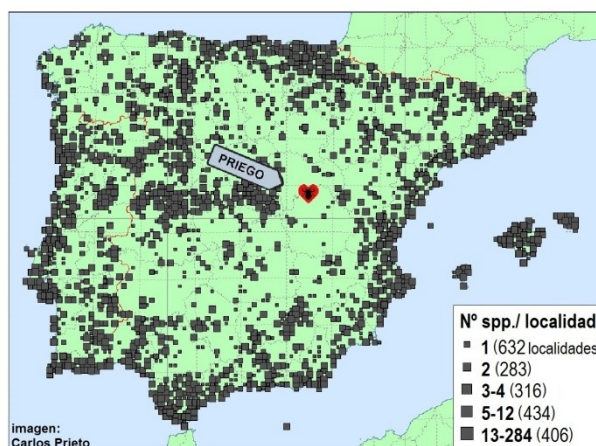 PRIEGO
Nº spp./ localidad
1 (632 localidades)
2 (283)
3-4 (316)
5-12 (434)
13-284 (406)
imagen:
Carlos Prieto